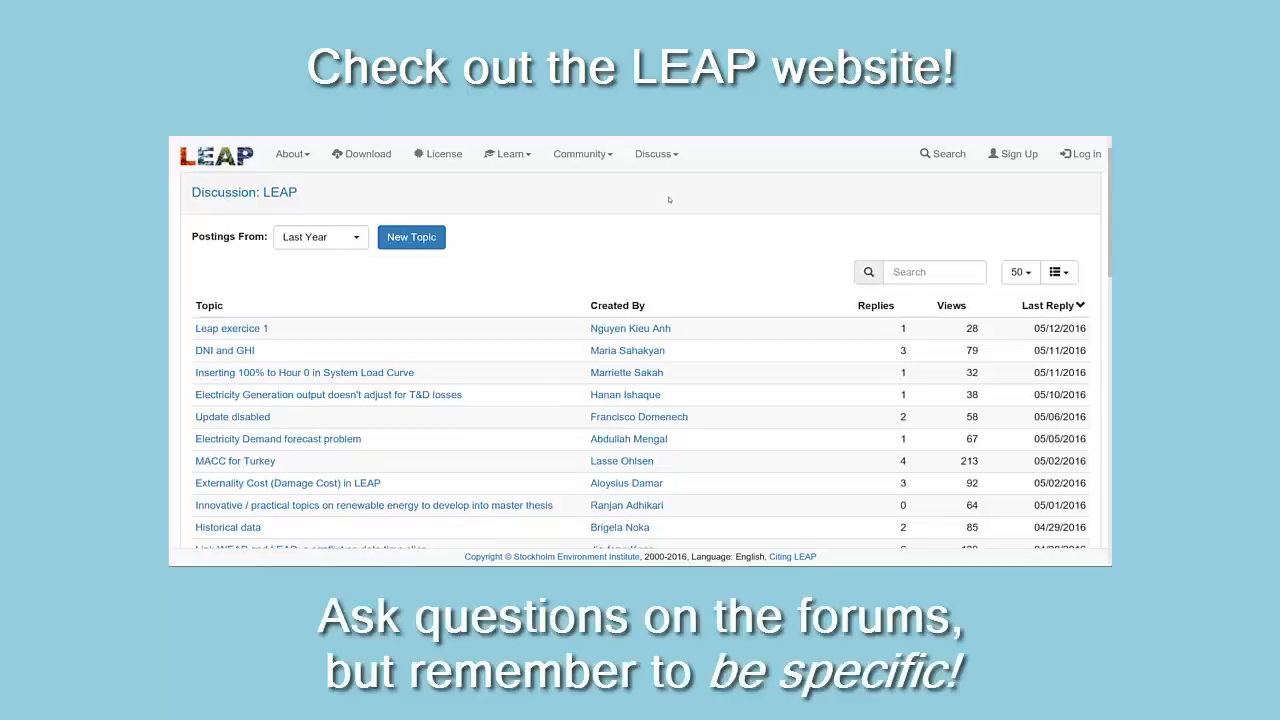 Check out the LEAP website!
LEAP About Download License Learn Community Discuss Search Sign Up Log in
Discussion: LEAP
Postings From: Last Year New Topic
Search 50
Topic Created By Replies Views Last Reply
Leap exercice 1 Nguyen Kieu Anh 1 28 05/12/2016
DNI and GHI Maria Sahakyan 3 79 05/11/2016
Inserting 100% to Hour 0 in System Load Curve Marriette Sakah 1 32 05/11/2016
Electricity Generation output doesn't adjust for T&D losses Hanan Ishaque 1 38 05/10/2016
Update disabled Francisco Domenech 2 58 05/06/2016
Electricity Demand forecast problem Abdullah Mengal 1 67 05/05/2016
MACC for Turkey Lasse Ohlsen 4 213 05/02/2016
Externality Cost (Damage Cost) in LEAP Aloysius Damar 3 92 05/02/2016
Innovative / practical topics on renewable energy to develop into master thesis Ranjan Adhikari 0 64 05/01/2016
Historical data Brigela Noka 2 85 04/29/2016
Copyright © Stockholm Environment Institute, 2000-2016, Language: English, Citing LEAP
Ask questions on the forums,
but remember to be specific!